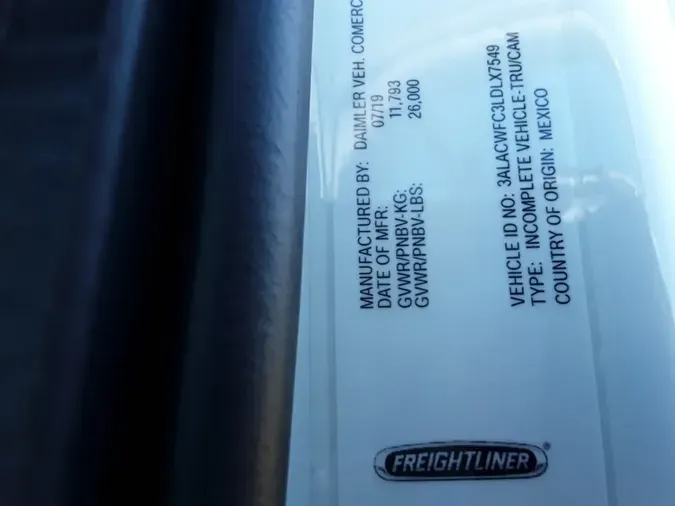 MANUFACTURED BY: DAIMLER VEH. COMERC
DATE OF MFR: 07/19
GVWR/PNBV-KG: 11,793
GVWR/PNBV-LBS: 26,000
VEHICLE ID NO: 3ALACWFC3LDLX7549
TYPE: INCOMPLETE VEHICLE-TRU/CAM
COUNTRY OF ORIGIN: MEXICO
FREIGHTLINER®